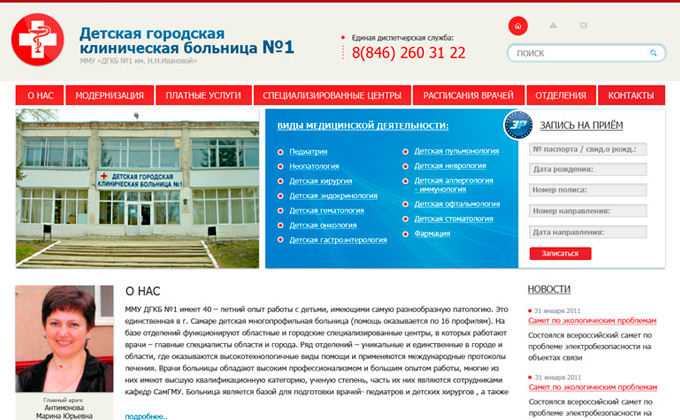 Детская городская
клиническая больница №1
ММУ «ДГКБ №1 им. Н.Н.Ивановой»
Единая диспетчерская служба:
8(846) 260 31 22
ПОИСК
О НАС
МОДЕРНИЗАЦИЯ
ПЛАТНЫЕ УСЛУГИ
СПЕЦИАЛИЗИРОВАННЫЕ ЦЕНТРЫ
РАСПИСАНИЯ ВРАЧЕЙ
ОТДЕЛЕНИЯ
КОНТАКТЫ
ДЕТСКАЯ ГОРОДСКАЯ
КЛИНИЧЕСКАЯ БОЛЬНИЦА №1
ВИДЫ МЕДИЦИНСКОЙ ДЕЯТЕЛЬНОСТИ:
Педиатрия
Неопатология
Детская хирургия
Детская эндокринология
Детская гематология
Детская онкология
Детская гастроэнтерология
Детская пульмонология
Детская неврология
Детская аллергология
- иммунология
Детская офтальмология
Детская стоматология
Фармация
ЗАПИСЬ НА ПРИЁМ
№ паспорта / свид.о рожд.:
Дата рождения:
Номер полиса:
Номер направления:
Дата направления:
Записаться
Главный врач:
Антимонова
Марина Юрьевна
О НАС
ММУ ДГКБ №1 имеет 40 – летний опыт работы с детьми, имеющими самую разнообразную патологию. Это
единственная в г. Самаре детская многопрофильная больница (помощь оказывается по 16 профилям). На
базе отделений функционируют областные и городские специализированные центры, в которых работают
врачи – главные специалисты области и города. Ряд отделений – уникальные и единственные в городе и
области, где оказываются высокотехнологичные виды помощи и применяются международные протоколы
лечения. Врачи больницы обладают высоким профессионализмом и большим опытом работы, многие из
них имеют высшую квалификационную категорию, ученую степень, часть их них являются сотрудниками
кафедр СамГМУ. Больница является базой для подготовки врачей- педиатров и детских хирургов , а также
подробнее..
НОВОСТИ
31 января 2011
Самет по экологическим проблемам
Состоялся всероссийский самет по
проблеме электробезопасности на
объектах связи
31 января 2011
Самет по экологическим проблемам
Состоялся всероссийский самет по
проблеме электробезопасности на